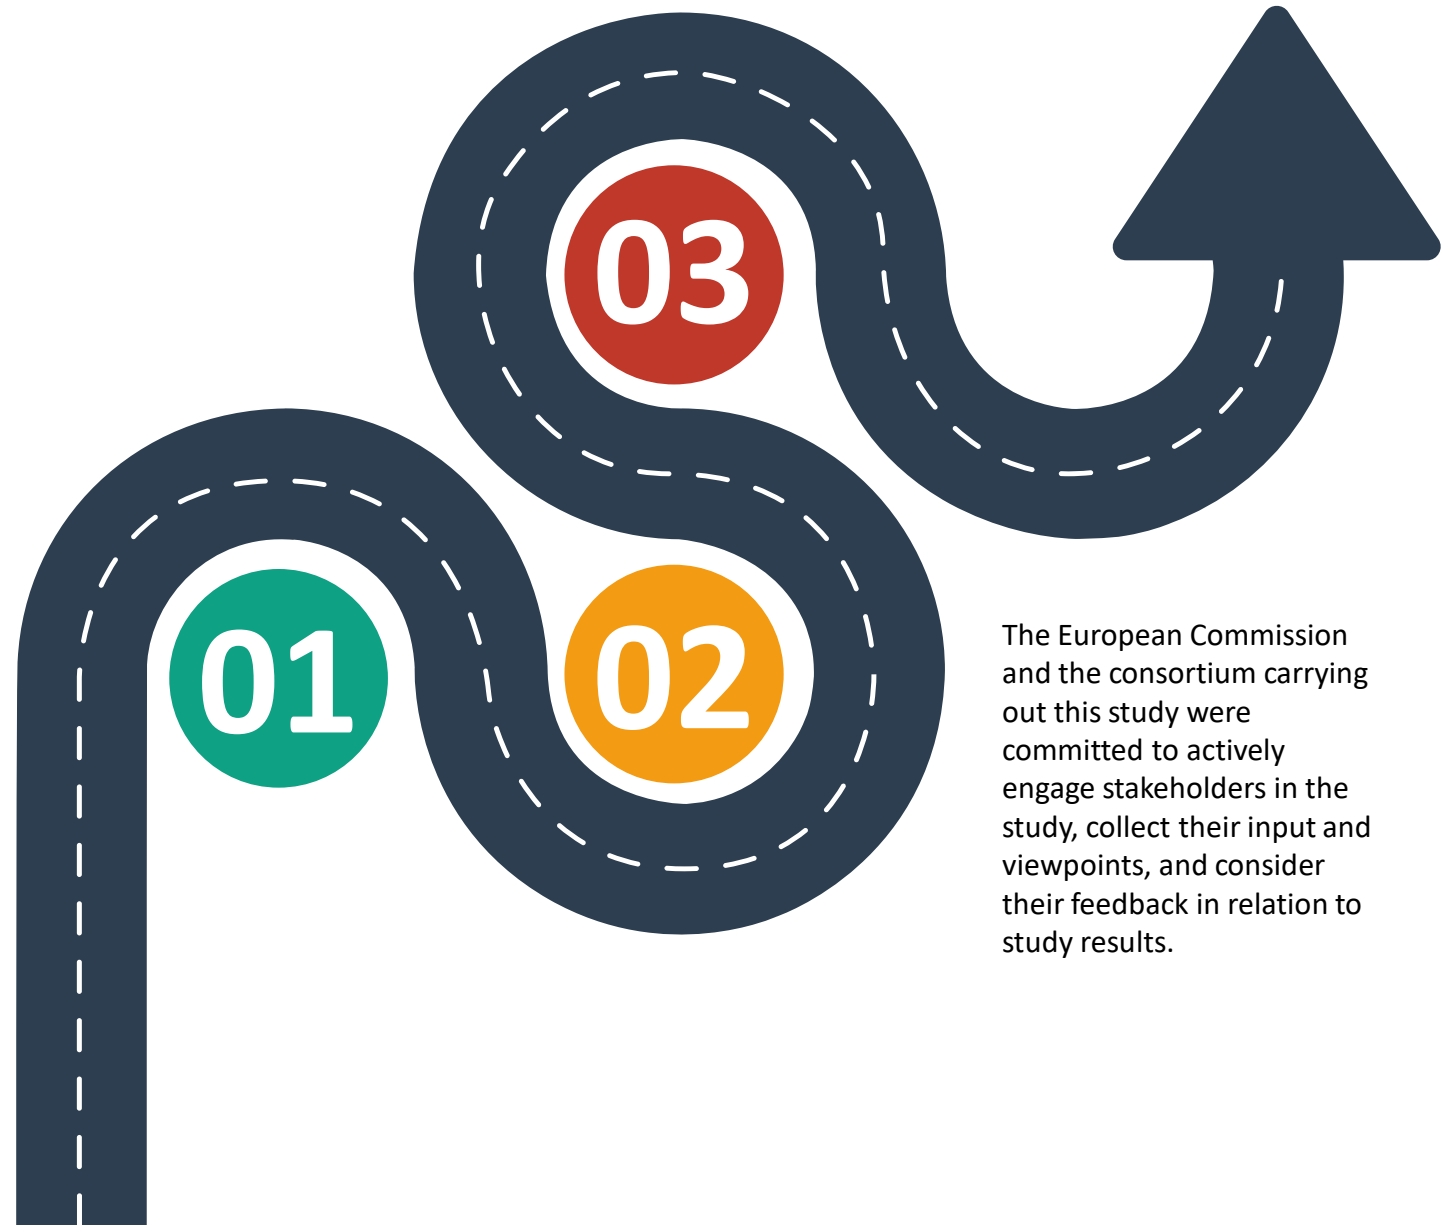 03
01
02
The European Commission
and the consortium carrying
out this study were
committed to actively
engage stakeholders in the
study, collect their input and
viewpoints, and consider
their feedback in relation to
study results.